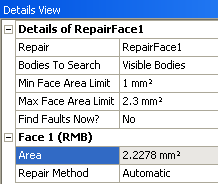 Details View
Details of RepairFace1
Repair RepairFace1
Bodies To Search Visible Bodies
Min Face Area Limit 1 mm²
Max Face Area Limit 2.3 mm²
Find Faults Now? No
Face 1 (RMB)
Area 2.2278 mm²
Repair Method Automatic